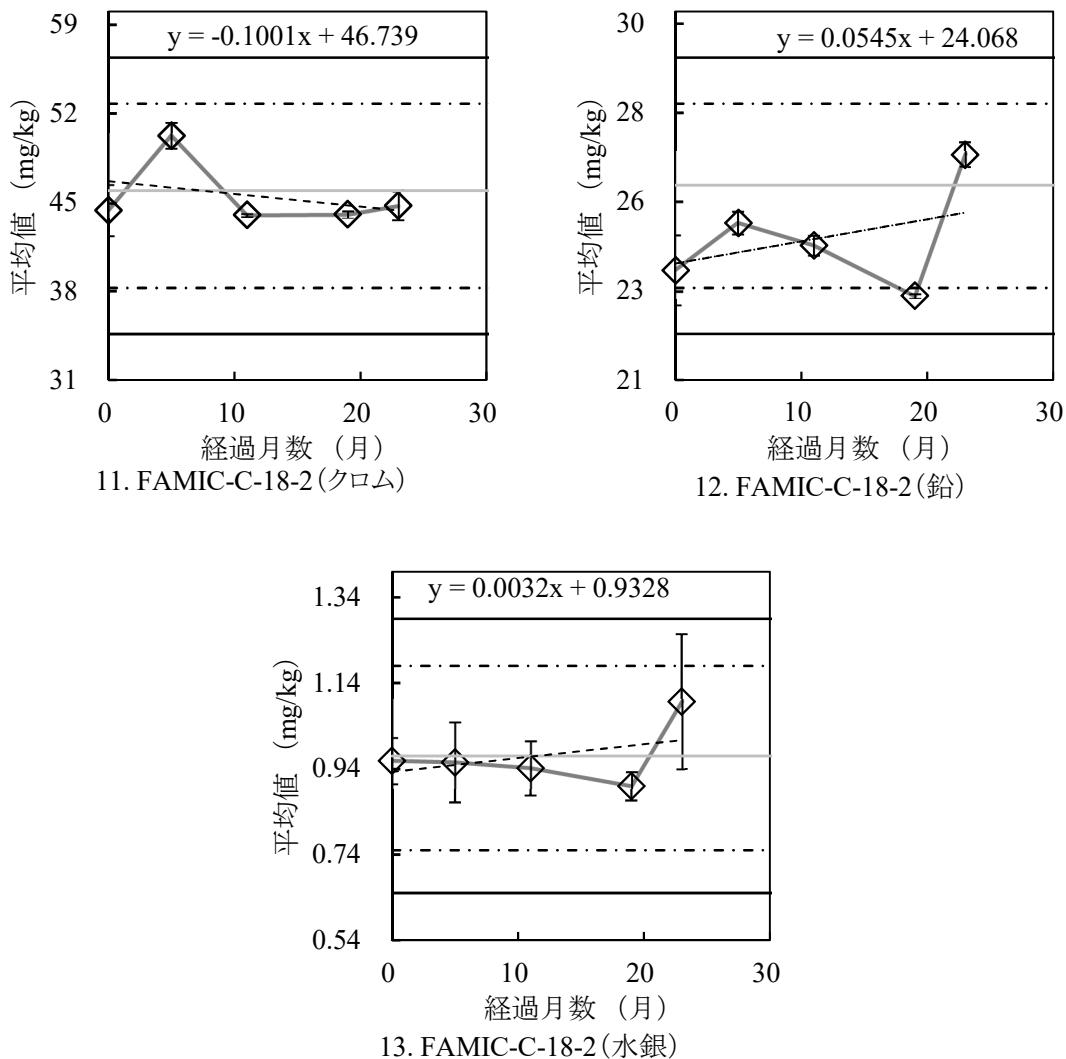 y = -0.1001x + 46.739
59
52
45
38
31
平均値 (mg/kg)
0 10 20 30
経過月数 (月)
11. FAMIC-C-18-2(クロム)
y = 0.0545x + 24.068
30
28
26
23
21
平均値 (mg/kg)
0 10 20 30
経過月数 (月)
12. FAMIC-C-18-2(鉛)
y = 0.0032x + 0.9328
1.34
1.14
0.94
0.74
0.54
平均値 (mg/kg)
0 10 20 30
経過月数 (月)
13. FAMIC-C-18-2(水銀)